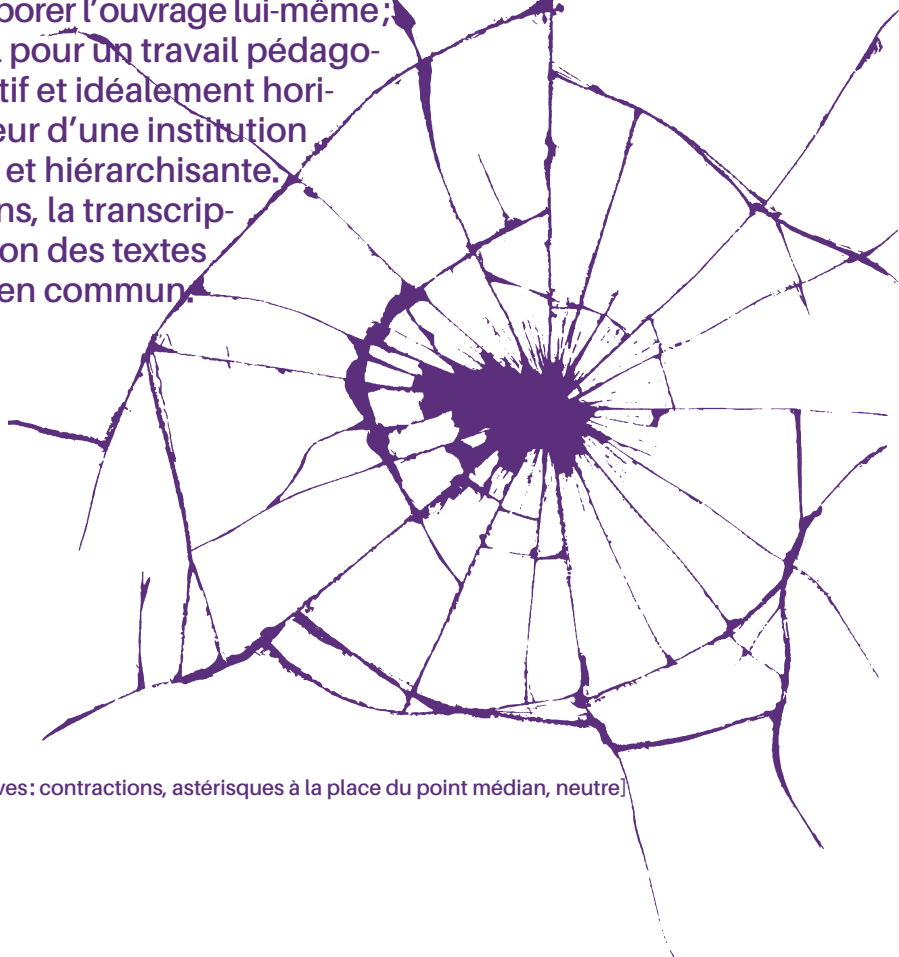 porer l’ouvrage lui-même ;
pour un travail pédago-
tif et idéalement hori-
eur d’une institution
et hiérarchisante.
ns, la transcrip-
on des textes
en commun.
ves : contractions, astérisques à la place du point médian, neutre]